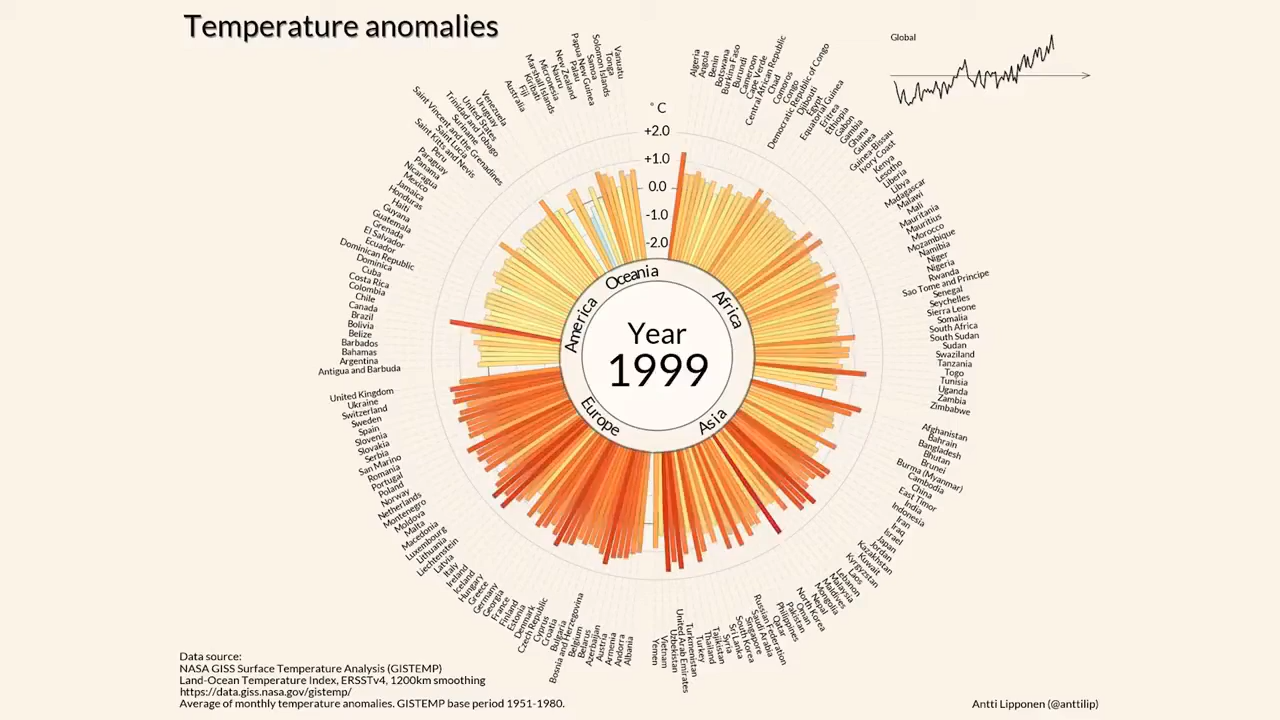 Temperature anomalies
Global
°C
+2.0
+1.0
0.0
-1.0
-2.0
Year
1999
Africa
Asia
Europe
America
Oceania
Algeria
Angola
Benin
Botswana
Burkina Faso
Burundi
Cameroon
Cape Verde
Central African Republic
Chad
Comoros
Congo
Democratic Republic of Congo
Djibouti
Egypt
Equatorial Guinea
Eritrea
Ethiopia
Gabon
Gambia
Ghana
Guinea
Guinea-Bissau
Ivory Coast
Kenya
Lesotho
Liberia
Libya
Madagascar
Malawi
Mali
Mauritania
Mauritius
Morocco
Mozambique
Namibia
Niger
Nigeria
Rwanda
Sao Tome and Principe
Senegal
Seychelles
Sierra Leone
Somalia
South Africa
South Sudan
Sudan
Swaziland
Tanzania
Togo
Tunisia
Uganda
Zambia
Zimbabwe
Afghanistan
Bahrain
Bangladesh
Bhutan
Brunei
Burma (Myanmar)
Cambodia
China
East Timor
India
Indonesia
Iran
Iraq
Israel
Japan
Jordan
Kazakhstan
Kuwait
Kyrgyzstan
Laos
Lebanon
Malaysia
Maldives
Mongolia
Nepal
North Korea
Oman
Pakistan
Philippines
Qatar
Russian Federation
Saudi Arabia
Singapore
South Korea
Sri Lanka
Syria
Tajikistan
Thailand
Turkey
Turkmenistan
United Arab Emirates
Uzbekistan
Vietnam
Yemen
Albania
Andorra
Armenia
Austria
Azerbaijan
Belarus
Belgium
Bosnia and Herzegovina
Bulgaria
Croatia
Cyprus
Czech Republic
Denmark
Estonia
Finland
France
Georgia
Germany
Greece
Hungary
Iceland
Ireland
Italy
Latvia
Liechtenstein
Lithuania
Luxembourg
Macedonia
Malta
Moldova
Montenegro
Netherlands
Norway
Poland
Portugal
Romania
San Marino
Serbia
Slovakia
Slovenia
Spain
Sweden
Switzerland
Ukraine
United Kingdom
Antigua and Barbuda
Argentina
Bahamas
Barbados
Belize
Bolivia
Brazil
Canada
Chile
Colombia
Costa Rica
Cuba
Dominica
Dominican Republic
Ecuador
El Salvador
Grenada
Guatemala
Guyana
Haiti
Honduras
Jamaica
Mexico
Nicaragua
Panama
Paraguay
Peru
Saint Kitts and Nevis
Saint Lucia
Saint Vincent and the Grenadines
Suriname
Trinidad and Tobago
United States
Uruguay
Venezuela
Australia
Fiji
Kiribati
Marshall Islands
Micronesia
Nauru
New Zealand
Palau
Papua New Guinea
Samoa
Solomon Islands
Tonga
Vanuatu
Data source:
NASA GISS Surface Temperature Analysis (GISTEMP)
Land-Ocean Temperature Index, ERSSTv4, 1200km smoothing
https://data.giss.nasa.gov/gistemp/
Average of monthly temperature anomalies. GISTEMP base period 1951-1980.
Antti Lipponen (@anttilip)